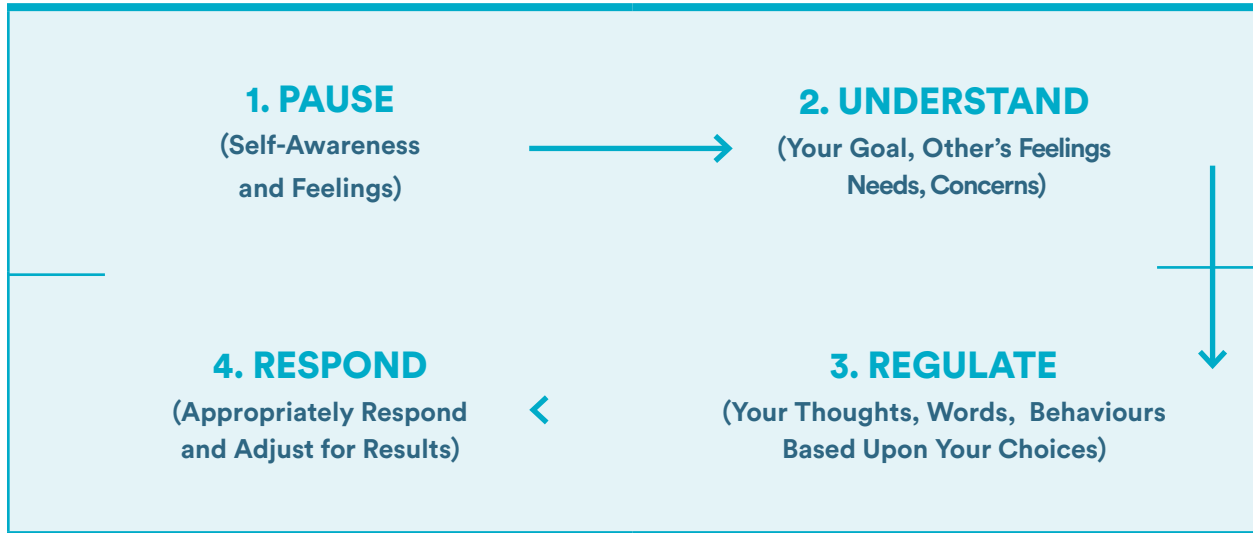 1. PAUSE
(Self-Awareness
and Feelings)
2. UNDERSTAND
(Your Goal, Other’s Feelings
Needs, Concerns)
3. REGULATE
(Your Thoughts, Words, Behaviours
Based Upon Your Choices)
4. RESPOND
(Appropriately Respond
and Adjust for Results)